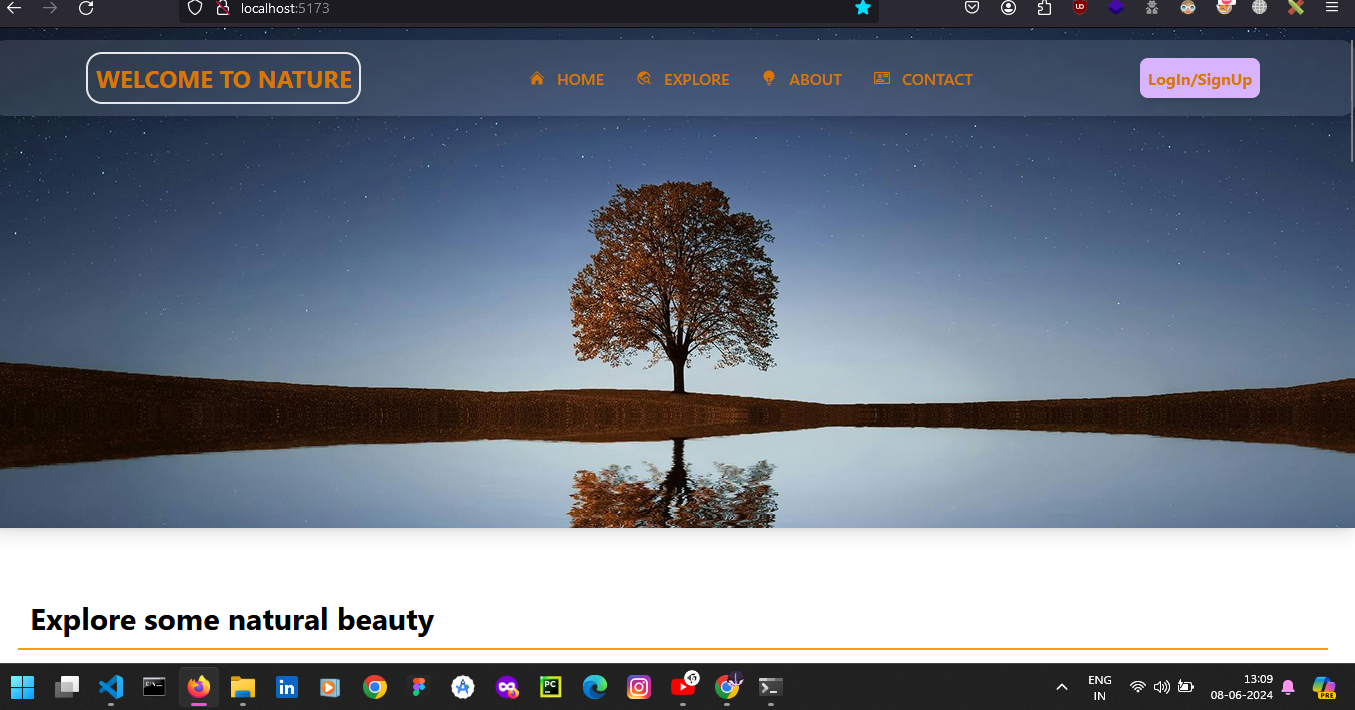 localhost:5173
WELCOME TO NATURE
HOME
EXPLORE
ABOUT
CONTACT
LogIn/SignUp
Explore some natural beauty
ENG
IN
13:09
08-06-2024
PRE